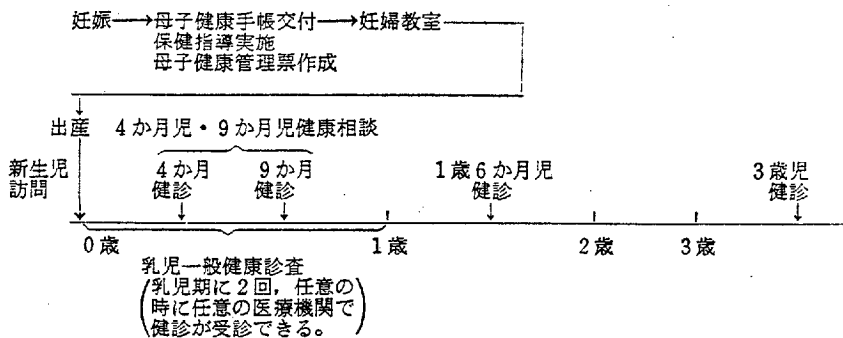 妊娠→母子健康手帳交付→妊婦教室
保健指導実施
母子健康管理票作成
出産 4か月児・9か月児健康相談
新生児訪問
4か月健診
9か月健診
1歳6か月児健診
3歳児健診
0歳 1歳 2歳 3歳
乳児一般健康診査
(乳児期に2回,任意の
時に任意の医療機関で
健診が受診できる。)